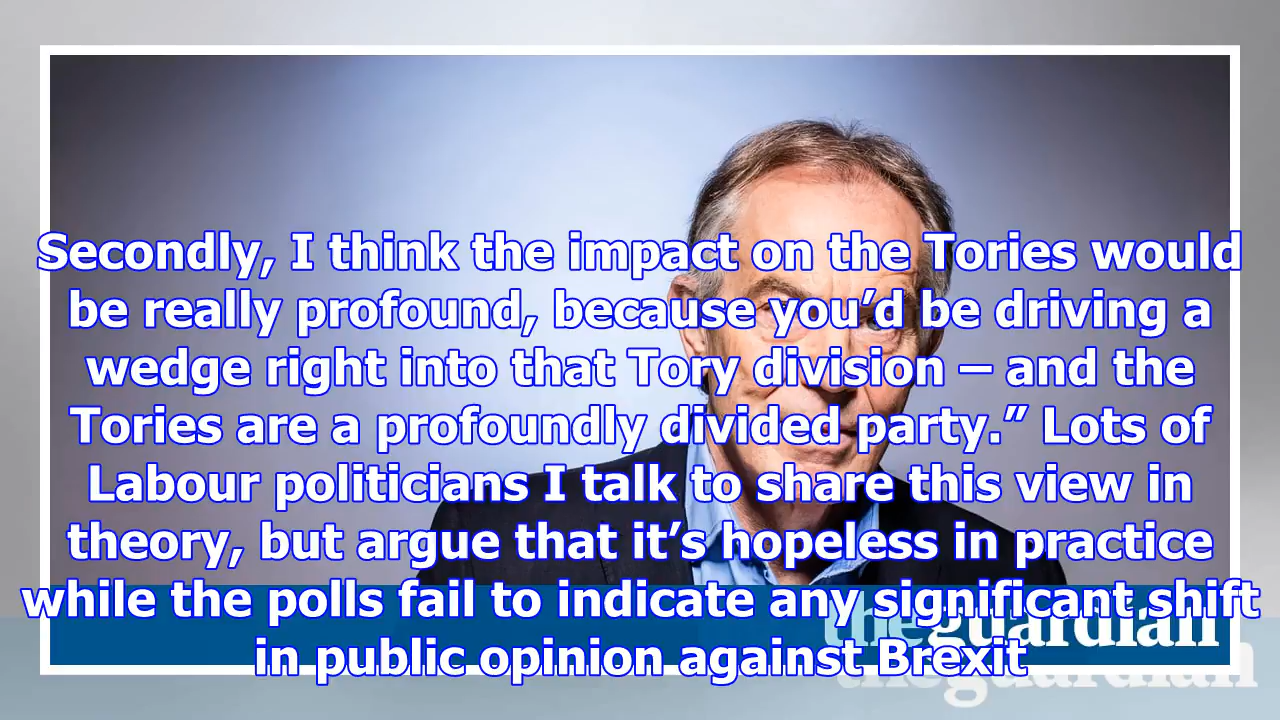 Secondly, I think the impact on the Tories would
be really profound, because you’d be driving a
wedge right into that Tory division – and the
Tories are a profoundly divided party.” Lots of
Labour politicians I talk to share this view in
theory, but argue that it’s hopeless in practice
while the polls fail to indicate any significant shift
in public opinion against Brexit
theguardian
theguardian